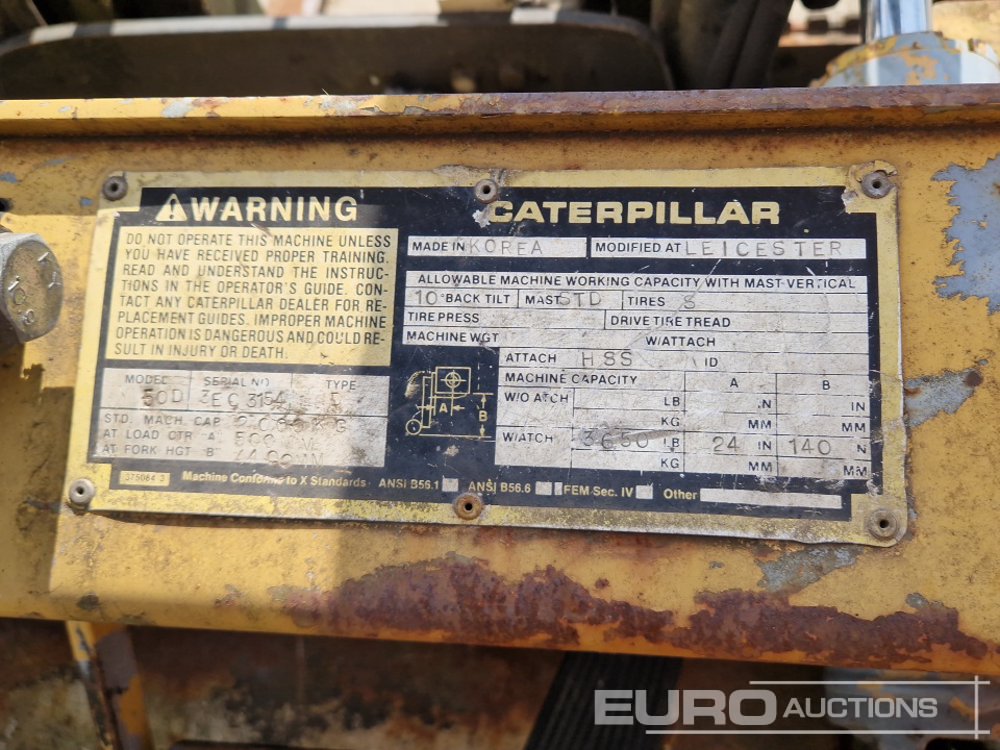 WARNING
DO NOT OPERATE THIS MACHINE UNLESS
YOU HAVE RECEIVED PROPER TRAINING.
READ AND UNDERSTAND THE INSTRUC-
TIONS IN THE OPERATOR'S GUIDE. CON-
TACT ANY CATERPILLAR DEALER FOR RE-
PLACEMENT GUIDES. IMPROPER MACHINE
OPERATION IS DANGEROUS AND COULD RE-
SULT IN INJURY OR DEATH.
MODEL SERIAL NO TYPE
50D 3EC3154 E
STD. MACH. CAP KG
AT LOAD CTR A 500
AT FORK HGT B
CATERPILLAR
MADE IN KOREA MODIFIED AT LEICESTER
ALLOWABLE MACHINE WORKING CAPACITY WITH MAST VERTICAL
10° BACK TILT MAST STD TIRES S
TIRE PRESS DRIVE TIRE TREAD
MACHINE WGT W/ATTACH
ATTACH HSS ID
MACHINE CAPACITY A B
W/O ATCH LB IN IN
KG MM MM
W/ATCH 3650 LB 24 IN 140 IN
KG MM MM
A B
375084 3 Machine Conforms to X Standards - ANSI B56.1 ANSI B56.6 FEM Sec. IV Other
EURO AUCTIONS